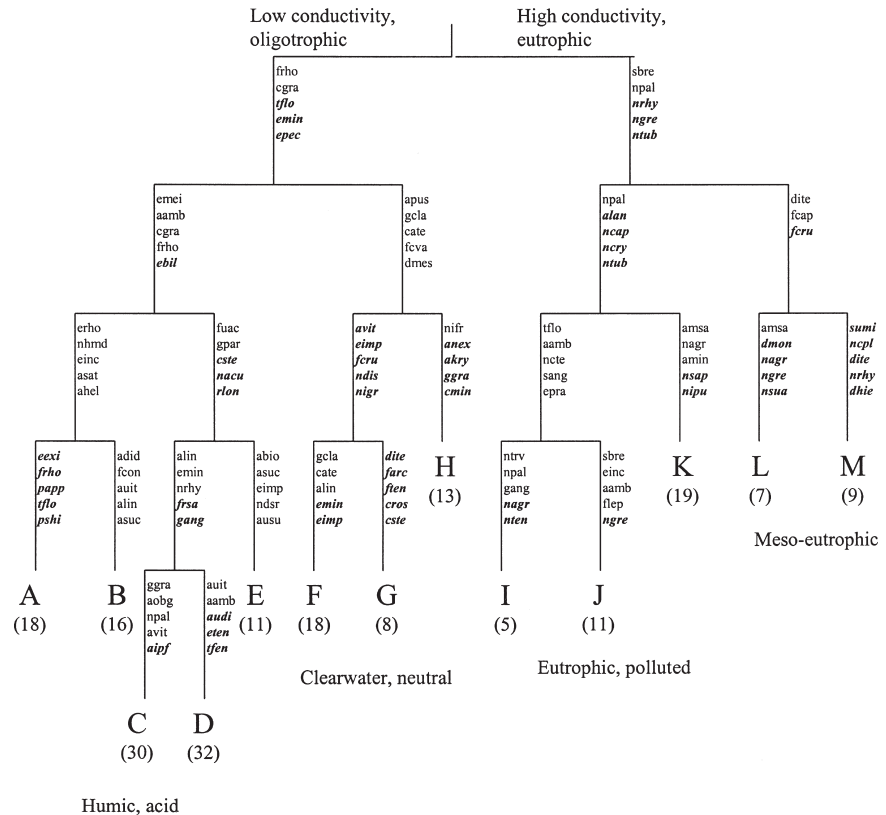 Low conductivity,
oligotrophic
High conductivity,
eutrophic
frho
cgra
tflo
emin
epec
sbre
npal
nrhy
ngre
ntub
emei
aamb
cgra
frho
ebil
apus
gcla
cate
fcva
dmes
npal
alan
ncap
ncry
ntub
dite
fcap
fcru
erho
nhmd
einc
asat
ahel
fuac
gpar
cste
nacu
rlon
avit
eimp
fcru
ndis
nigr
nifr
anex
akry
ggra
cmin
tflo
aamb
ncte
sang
epra
amsa
nagr
amin
nsap
nipu
amsa
dmon
nagr
ngre
nsua
sumi
ncpl
dite
nrhy
dhie
eexi
frho
papp
tflo
pshi
adid
fcon
auit
alin
asuc
alin
emin
nrhy
frsa
gang
abio
asuc
eimp
ndsr
ausu
gcla
cate
alin
emin
eimp
dite
farc
ften
cros
cste
H
(13)
ntrv
npal
gang
nagr
nten
sbre
einc
aamb
flep
ngre
K
(19)
L
(7)
M
(9)
Meso-eutrophic
A
(18)
B
(16)
ggra
aobg
npal
avit
aipf
auit
aamb
audi
eten
tfen
E
(11)
F
(18)
G
(8)
I
(5)
J
(11)
Clearwater, neutral
Eutrophic, polluted
C
(30)
D
(32)
Humic, acid